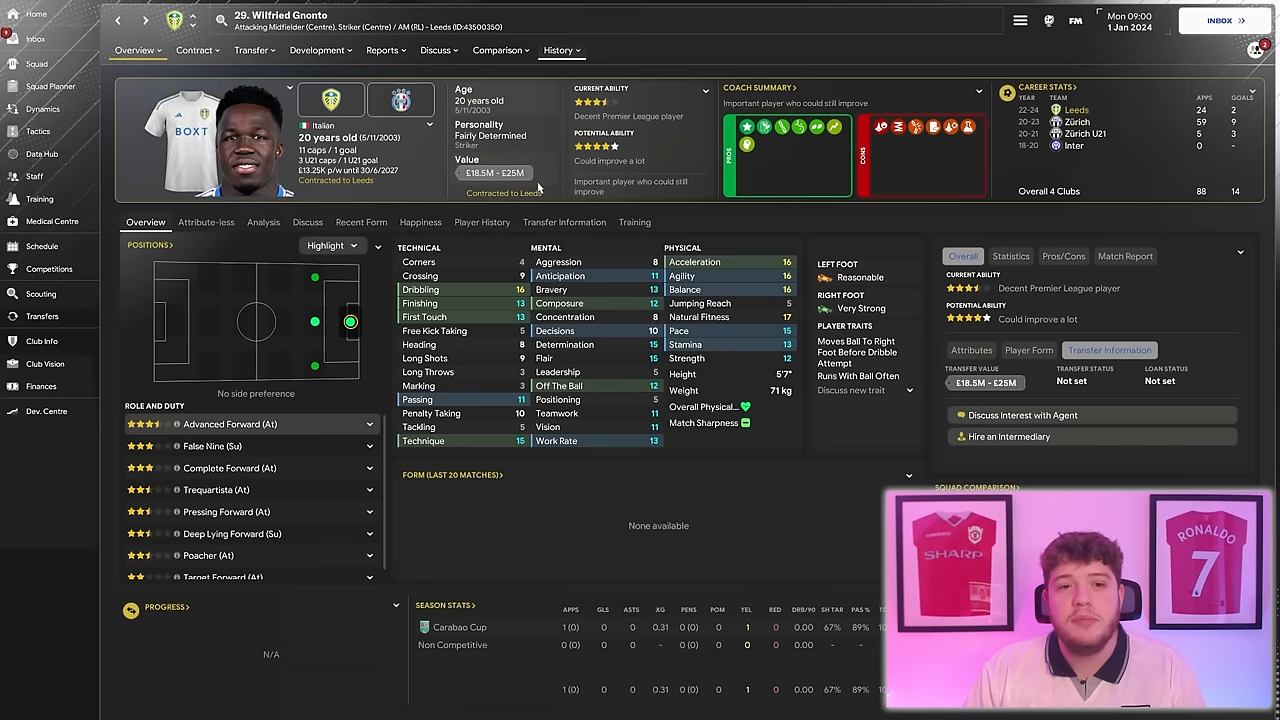 Home
29. Wilfried Gnonto
Attacking Midfielder (Centre) / Striker (Centre) / AM(RL) - Leeds
FM
Mon 09:00
1 Jan 2024
INBOX
9
Inbox
Squad
Squad Planner
Dynamics
Tactics
Data Hub
Staff
Training
Medical Centre
Schedule
Competitions
Scouting
Transfers
Club Info
Club Vision
Finances
Dev. Centre
Overview
Contract
Transfer
Development
Reports
Discuss
Comparison
History
2
BOXT
Italian
20 years old (5/11/2003)
11 caps / 1 goal
3 U21 caps / 1 U21 goal
£13.25K p/w until 30/6/2027
Contracted to Leeds
Age
20 years old
5/11/2003
Personality
Fairly Determined
Striker
Value
£18.5M - £25M
Contracted to Leeds
CURRENT ABILITY
Decent Premier League player
POTENTIAL ABILITY
Could improve a lot
Important player who could still
improve
COACH SUMMARY>
Important player who could still improve
PROS
CONS
CAREER STATS>
YEAR TEAM APPS GOALS
22-24 Leeds 24 2
20-23 Zürich 59 9
20-21 Zürich U21 5 3
18-20 Inter 0 -
Overall 4 Clubs 88 14
Overview
Attribute-less
Analysis
Discuss
Recent Form
Happiness
Player History
Transfer Information
Training
POSITIONS>
Highlight
No side preference
ROLE AND DUTY
Advanced Forward (At)
False Nine (Su)
Complete Forward (At)
Trequartista (At)
Pressing Forward (At)
Deep Lying Forward (Su)
Poacher (At)
Target Forward (At)
TECHNICAL
Corners 4
Crossing 9
Dribbling 16
Finishing 13
First Touch 13
Free Kick Taking 5
Heading 8
Long Shots 9
Long Throws 3
Marking 3
Passing 11
Penalty Taking 10
Tackling 5
Technique 15
MENTAL
Aggression 8
Anticipation 11
Bravery 13
Composure 12
Concentration 8
Decisions 10
Determination 15
Flair 15
Leadership 5
Off The Ball 12
Positioning 5
Teamwork 11
Vision 11
Work Rate 13
PHYSICAL
Acceleration 16
Agility 16
Balance 16
Jumping Reach 5
Natural Fitness 17
Pace 15
Stamina 13
Strength 12
Height 5'7"
Weight 71 kg
Overall Physical...
Match Sharpness
LEFT FOOT
Reasonable
RIGHT FOOT
Very Strong
PLAYER TRAITS
Moves Ball To Right
Foot Before Dribble
Attempt
Runs With Ball Often
Discuss new trait
Overall
Statistics
Pros/Cons
Match Report
CURRENT ABILITY
Decent Premier League player
POTENTIAL ABILITY
Could improve a lot
Attributes
Player Form
Transfer Information
TRANSFER VALUE
£18.5M - £25M
TRANSFER STATUS
Not set
LOAN STATUS
Not set
Discuss Interest with Agent
Hire an Intermediary
SQUAD COMPARISON>
FORM (LAST 20 MATCHES)>
None available
PROGRESS>
N/A
SEASON STATS>
APPS GLS ASTS XG PENS POM YEL RED DRB/90 SH TAR PAS %
Carabao Cup 1 (0) 0 0 0.31 0 (0) 0 1 0 0.00 67% 89%
Non Competitive 0 (0) 0 0 - 0 (0) 0 0 0 0.00 - -
1 (0) 0 0 0.31 0 (0) 0 1 0 0.00 67% 89%
SHARP
RONALDO
7